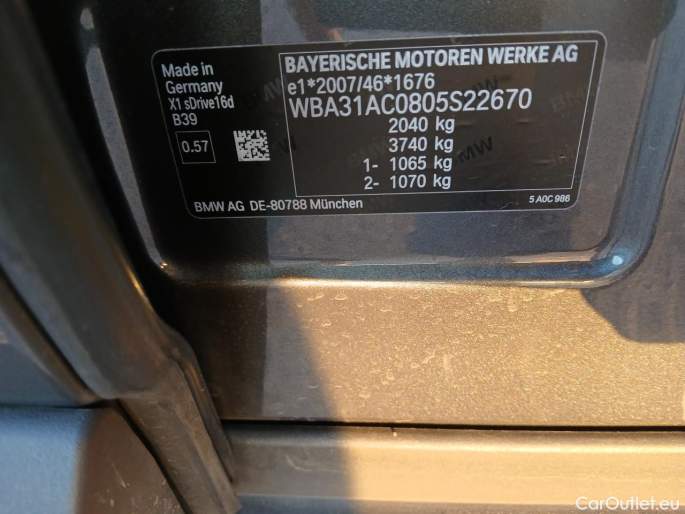 Made in
Germany
X1 sDrive16d
B39
0.57
BAYERISCHE MOTOREN WERKE AG
e1*2007/46*1676
WBA31AC0805S22670
2040 kg
3740 kg
1- 1065 kg
2- 1070 kg
BMW AG DE-80788 München
5 A0C 986
CarOutlet.eu